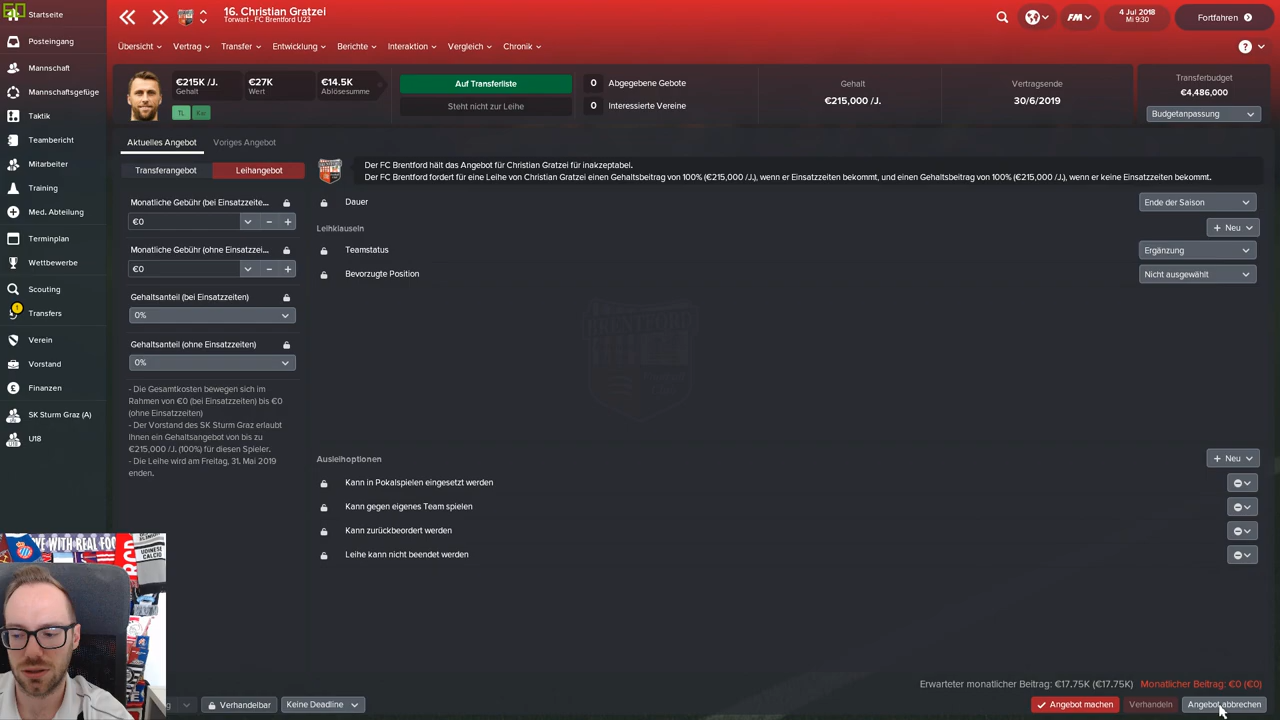 60
Startseite
Posteingang
Mannschaft
Mannschaftsgefüge
Taktik
Teambericht
Mitarbeiter
Training
Med. Abteilung
Terminplan
Wettbewerbe
Scouting
1
Transfers
Verein
Vorstand
Finanzen
SK Sturm Graz (A)
U18
16. Christian Gratzei
Torwart - FC Brentford U23
FM
4 Jul 2018
Mi 9:30
Fortfahren
Übersicht
Vertrag
Transfer
Entwicklung
Berichte
Interaktion
Vergleich
Chronik
?
€215K /J.
Gehalt
€27K
Wert
€14.5K
Ablösesumme
TL
Kar
Auf Transferliste
Steht nicht zur Leihe
0 Abgegebene Gebote
0 Interessierte Vereine
Gehalt
€215,000 /J.
Vertragsende
30/6/2019
Transferbudget
€4,486,000
Budgetanpassung
Aktuelles Angebot
Voriges Angebot
Transferangebot
Leihangebot
Der FC Brentford hält das Angebot für Christian Gratzei für inakzeptabel.
Der FC Brentford fordert für eine Leihe von Christian Gratzei einen Gehaltsbeitrag von 100% (€215,000 /J.), wenn er Einsatzzeiten bekommt, und einen Gehaltsbeitrag von 100% (€215,000 /J.), wenn er keine Einsatzzeiten bekommt.
Monatliche Gebühr (bei Einsatzzeite...
€0
Monatliche Gebühr (ohne Einsatzzei...
€0
Gehaltsanteil (bei Einsatzzeiten)
0%
Gehaltsanteil (ohne Einsatzzeiten)
0%
- Die Gesamtkosten bewegen sich im
Rahmen von €0 (bei Einsatzzeiten) bis €0
(ohne Einsatzzeiten)
- Der Vorstand des SK Sturm Graz erlaubt
Ihnen ein Gehaltsangebot von bis zu
€215,000 /J. (100%) für diesen Spieler.
- Die Leihe wird am Freitag, 31. Mai 2019
enden.
Dauer
Ende der Saison
Leihklauseln
Neu
Teamstatus
Ergänzung
Bevorzugte Position
Nicht ausgewählt
BRENTFORD
Ausleihoptionen
Neu
Kann in Pokalspielen eingesetzt werden
Kann gegen eigenes Team spielen
Kann zurückbeordert werden
Leihe kann nicht beendet werden
UDINESE
CALCIO
Erwarteter monatlicher Beitrag: €17.75K (€17.75K)
Monatlicher Beitrag: €0 (€0)
Verhandelbar
Keine Deadline
Angebot machen
Verhandeln
Angebot abbrechen